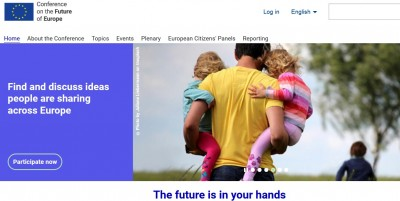 Conference
on the Future
of Europe
Log in
English
Home
About the Conference
Topics
Events
Plenary
European Citizens' Panels
Reporting
Find and discuss ideas
people are sharing
across Europe
Participate now
The future is in your hands